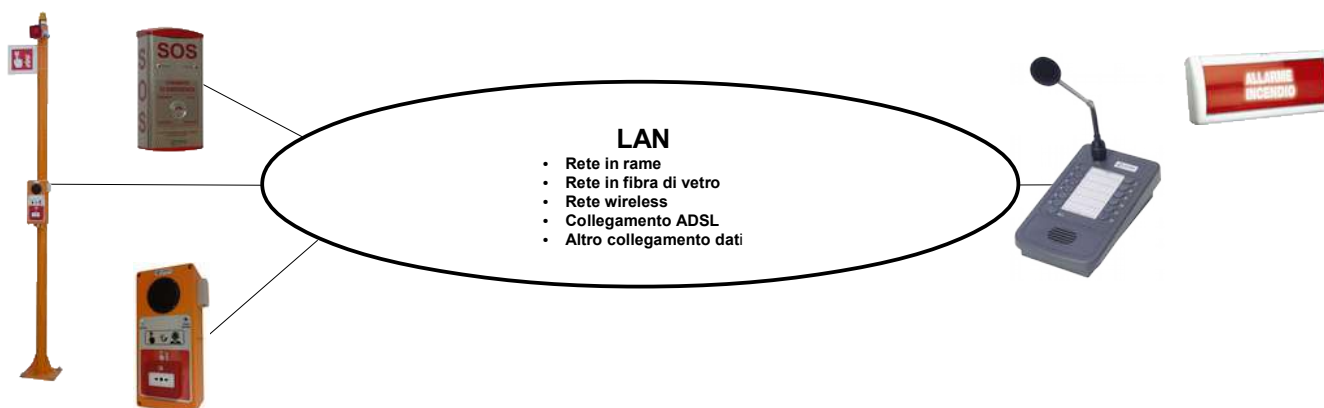 SOS
SOS
LAN
• Rete in rame
• Rete in fibra di vetro
• Rete wireless
• Collegamento ADSL
• Altro collegamento dati
ALLARME
INCENDIO